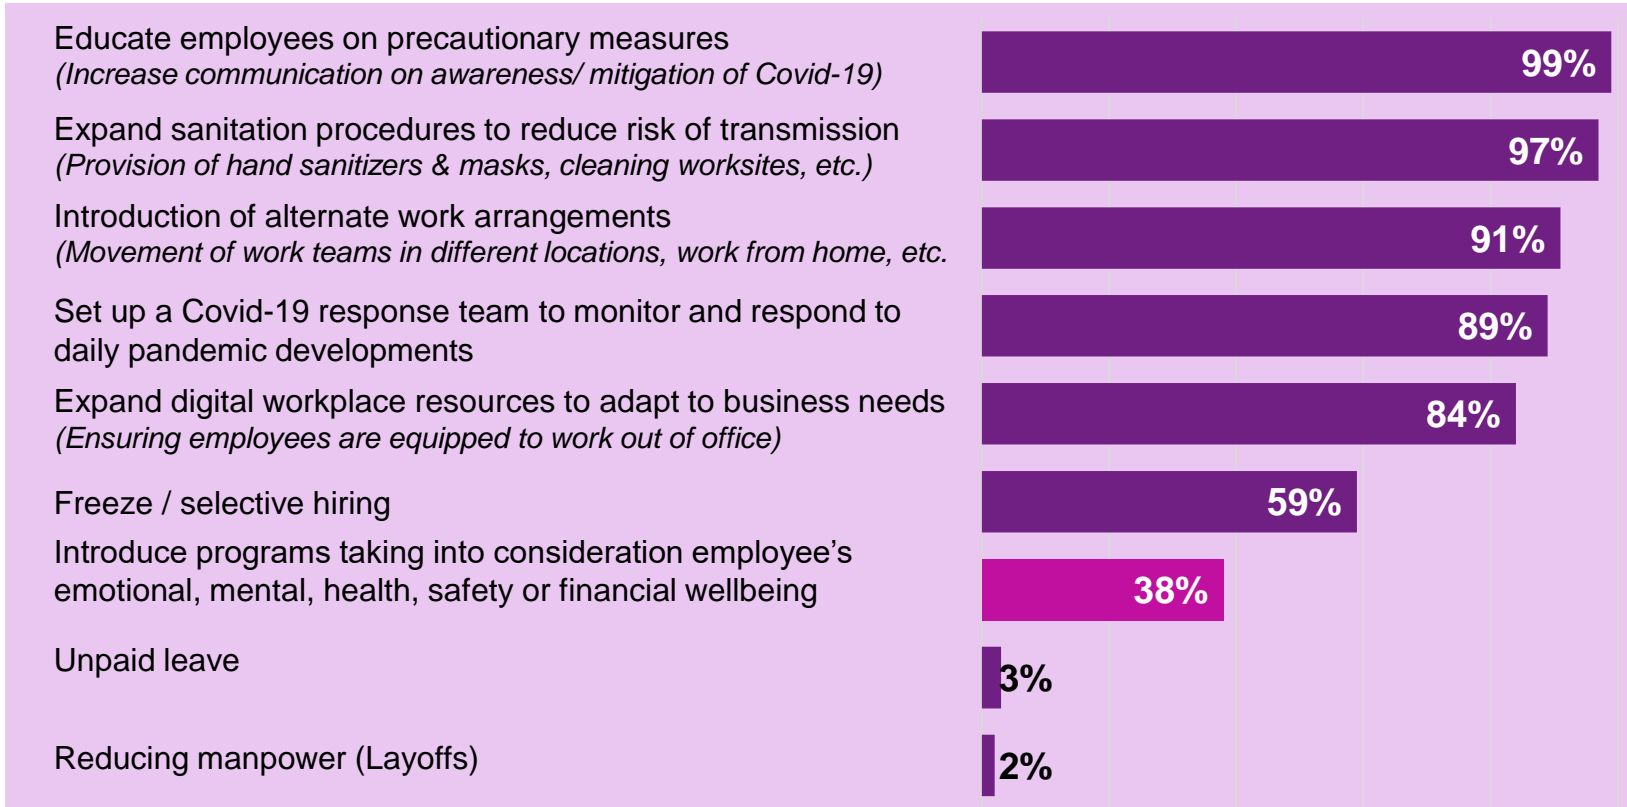 Educate employees on precautionary measures
(Increase communication on awareness/ mitigation of Covid-19)
99%
Expand sanitation procedures to reduce risk of transmission
(Provision of hand sanitizers & masks, cleaning worksites, etc.)
97%
Introduction of alternate work arrangements
(Movement of work teams in different locations, work from home, etc.
91%
Set up a Covid-19 response team to monitor and respond to
daily pandemic developments
89%
Expand digital workplace resources to adapt to business needs
(Ensuring employees are equipped to work out of office)
84%
Freeze / selective hiring
59%
Introduce programs taking into consideration employee’s
emotional, mental, health, safety or financial wellbeing
38%
Unpaid leave
3%
Reducing manpower (Layoffs)
2%